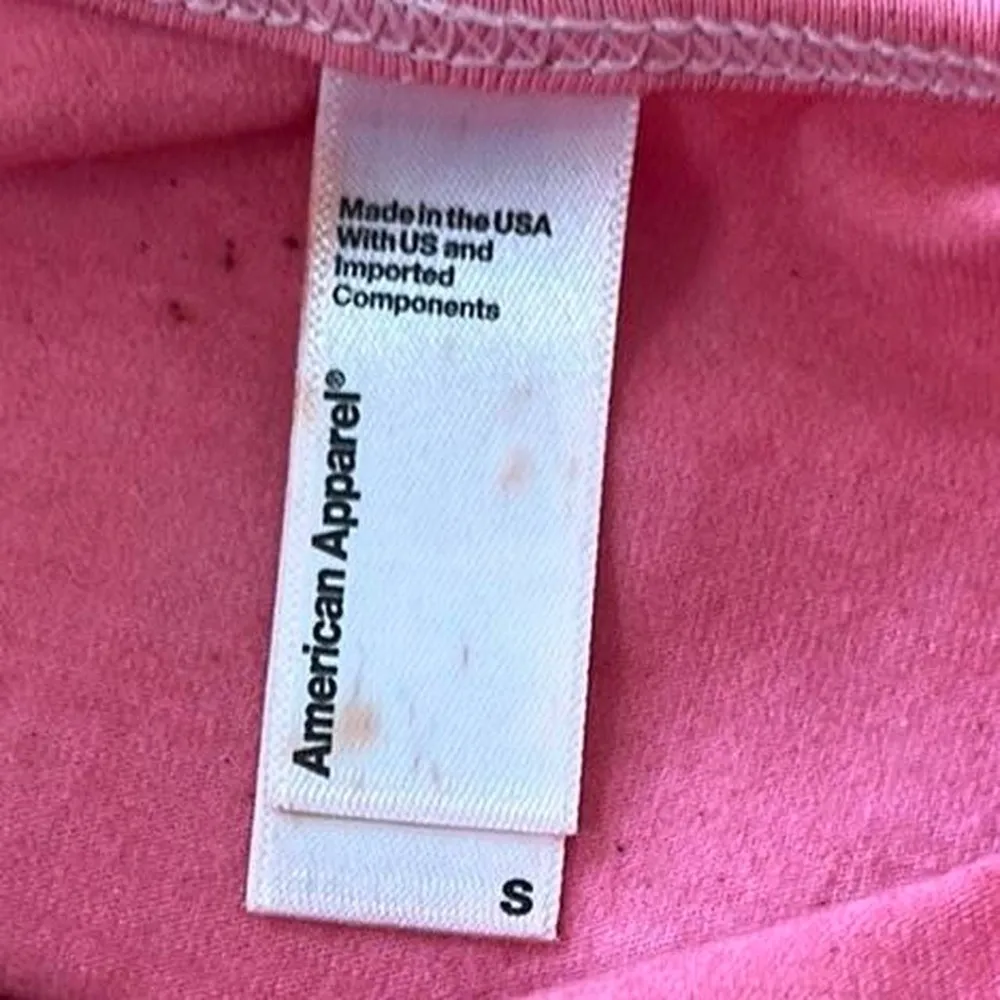 Made in the USA
With US and
Imported
Components
American Apparel®
S